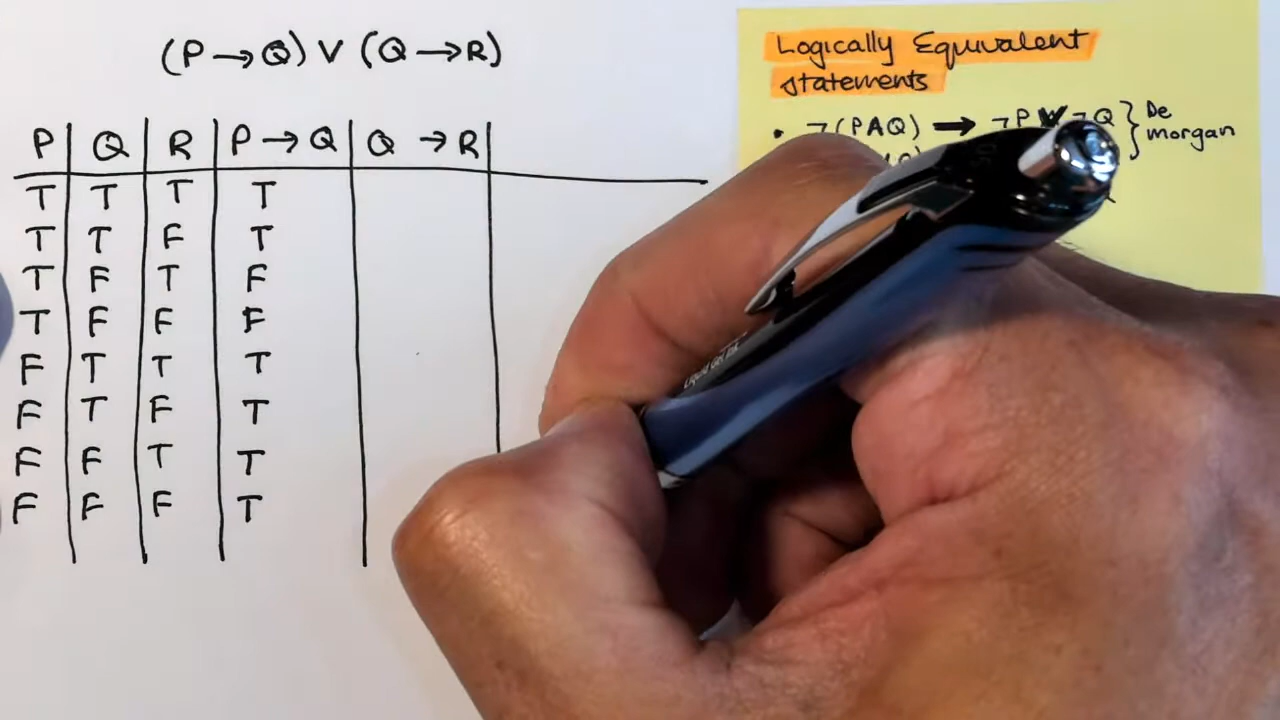 (P→Q) V (Q→R)
P Q R P→Q Q→R
T T T T
T T F T
T F T F
T F F F
F T T T
F T F T
F F T T
F F F T
Logically Equivalent
statements
• ¬(P∧Q) → ¬P V ¬Q } De
morgan